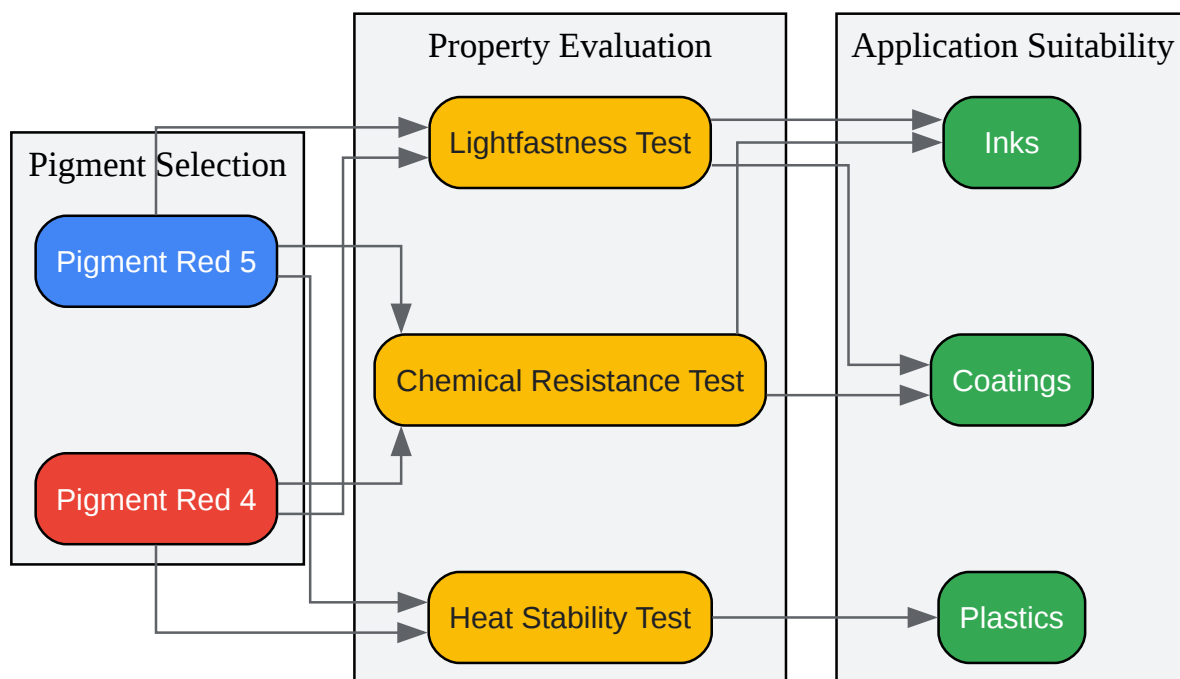 Pigment Selection
Pigment Red 5
Pigment Red 4
Property Evaluation
Lightfastness Test
Chemical Resistance Test
Heat Stability Test
Application Suitability
Inks
Coatings
Plastics